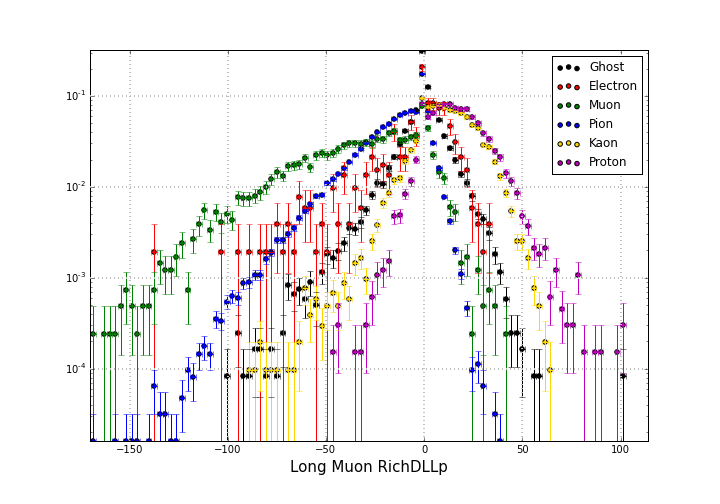 Ghost
Electron
Muon
Pion
Kaon
Proton
10^-1
10^-2
10^-3
10^-4
−150 −100 −50 0 50 100
Long Muon RichDLLp